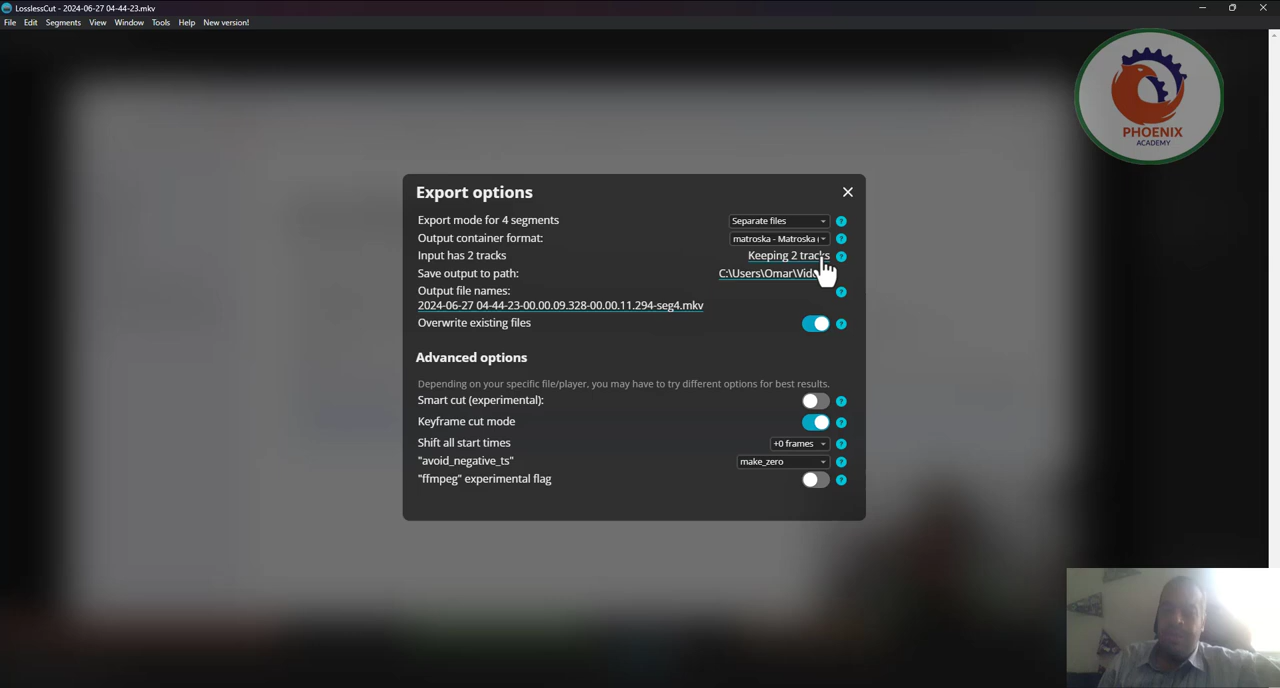 LosslessCut - 2024-06-27 04-44-23.mkv
File Edit Segments View Window Tools Help New version!
PHOENIX
ACADEMY
Export options
Export mode for 4 segments Separate files
Output container format: matroska - Matroska
Input has 2 tracks Keeping 2 tracks
Save output to path: C:\Users\Omar\Vid
Output file names:
2024-06-27 04-44-23-00.00.09.328-00.00.11.294-seg4.mkv
Overwrite existing files
Advanced options
Depending on your specific file/player, you may have to try different options for best results.
Smart cut (experimental):
Keyframe cut mode
Shift all start times +0 frames
"avoid_negative_ts" make_zero
"ffmpeg" experimental flag